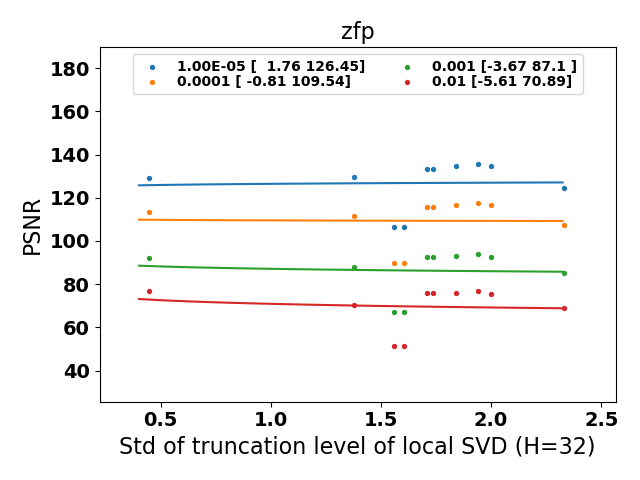 zfp
1.00E-05 [  1.76 126.45]
0.0001 [ -0.81 109.54]
0.001 [-3.67 87.1 ]
0.01 [-5.61 70.89]
PSNR
180
160
140
120
100
80
60
40
0.5 1.0 1.5 2.0 2.5
Std of truncation level of local SVD (H=32)